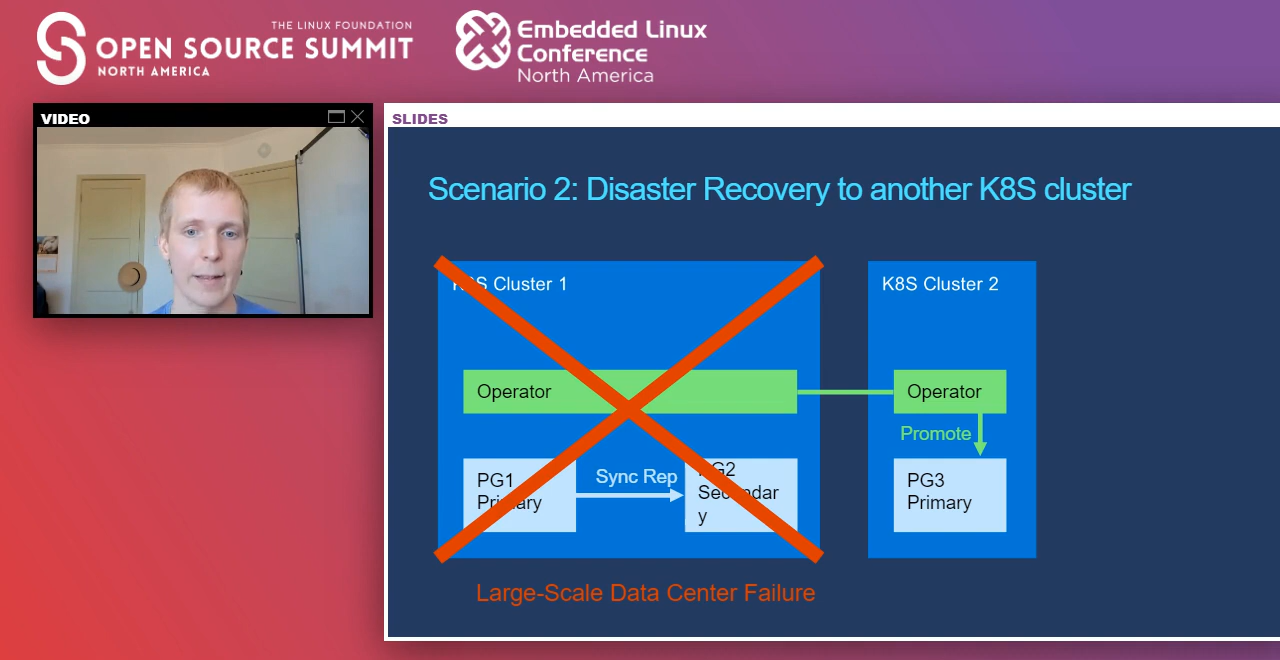 THE LINUX FOUNDATION
OPEN SOURCE SUMMIT
NORTH AMERICA
Embedded Linux
Conference
North America
VIDEO
SLIDES
Scenario 2: Disaster Recovery to another K8S cluster
K8S Cluster 1
K8S Cluster 2
Operator
Operator
Promote
PG1
Primary
Sync Rep
PG2
Secondar
y
PG3
Primary
Large-Scale Data Center Failure